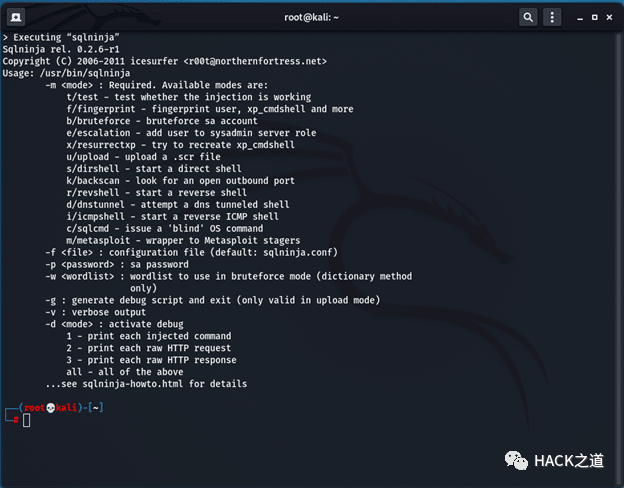 root@kali: ~
> Executing “sqlninja”
Sqlninja rel. 0.2.6-r1
Copyright (C) 2006-2011 icesurfer <r00t@northernfortress.net>
Usage: /usr/bin/sqlninja
-m <mode> : Required. Available modes are:
t/test - test whether the injection is working
f/fingerprint - fingerprint user, xp_cmdshell and more
b/bruteforce - bruteforce sa account
e/escalation - add user to sysadmin server role
x/resurrectxp - try to recreate xp_cmdshell
u/upload - upload a .scr file
s/dirshell - start a direct shell
k/backscan - look for an open outbound port
r/revshell - start a reverse shell
d/dnstunnel - attempt a dns tunneled shell
i/icmpshell - start a reverse ICMP shell
c/sqlcmd - issue a 'blind' OS command
m/metasploit - wrapper to Metasploit stagers
-f <file> : configuration file (default: sqlninja.conf)
-p <password> : sa password
-w <wordlist> : wordlist to use in bruteforce mode (dictionary method
only)
-g : generate debug script and exit (only valid in upload mode)
-v : verbose output
-d <mode> : activate debug
1 - print each injected command
2 - print each raw HTTP request
3 - print each raw HTTP response
all - all of the above
...see sqlninja-howto.html for details
┌──(root💀kali)-[~]
└─#
HACK之道